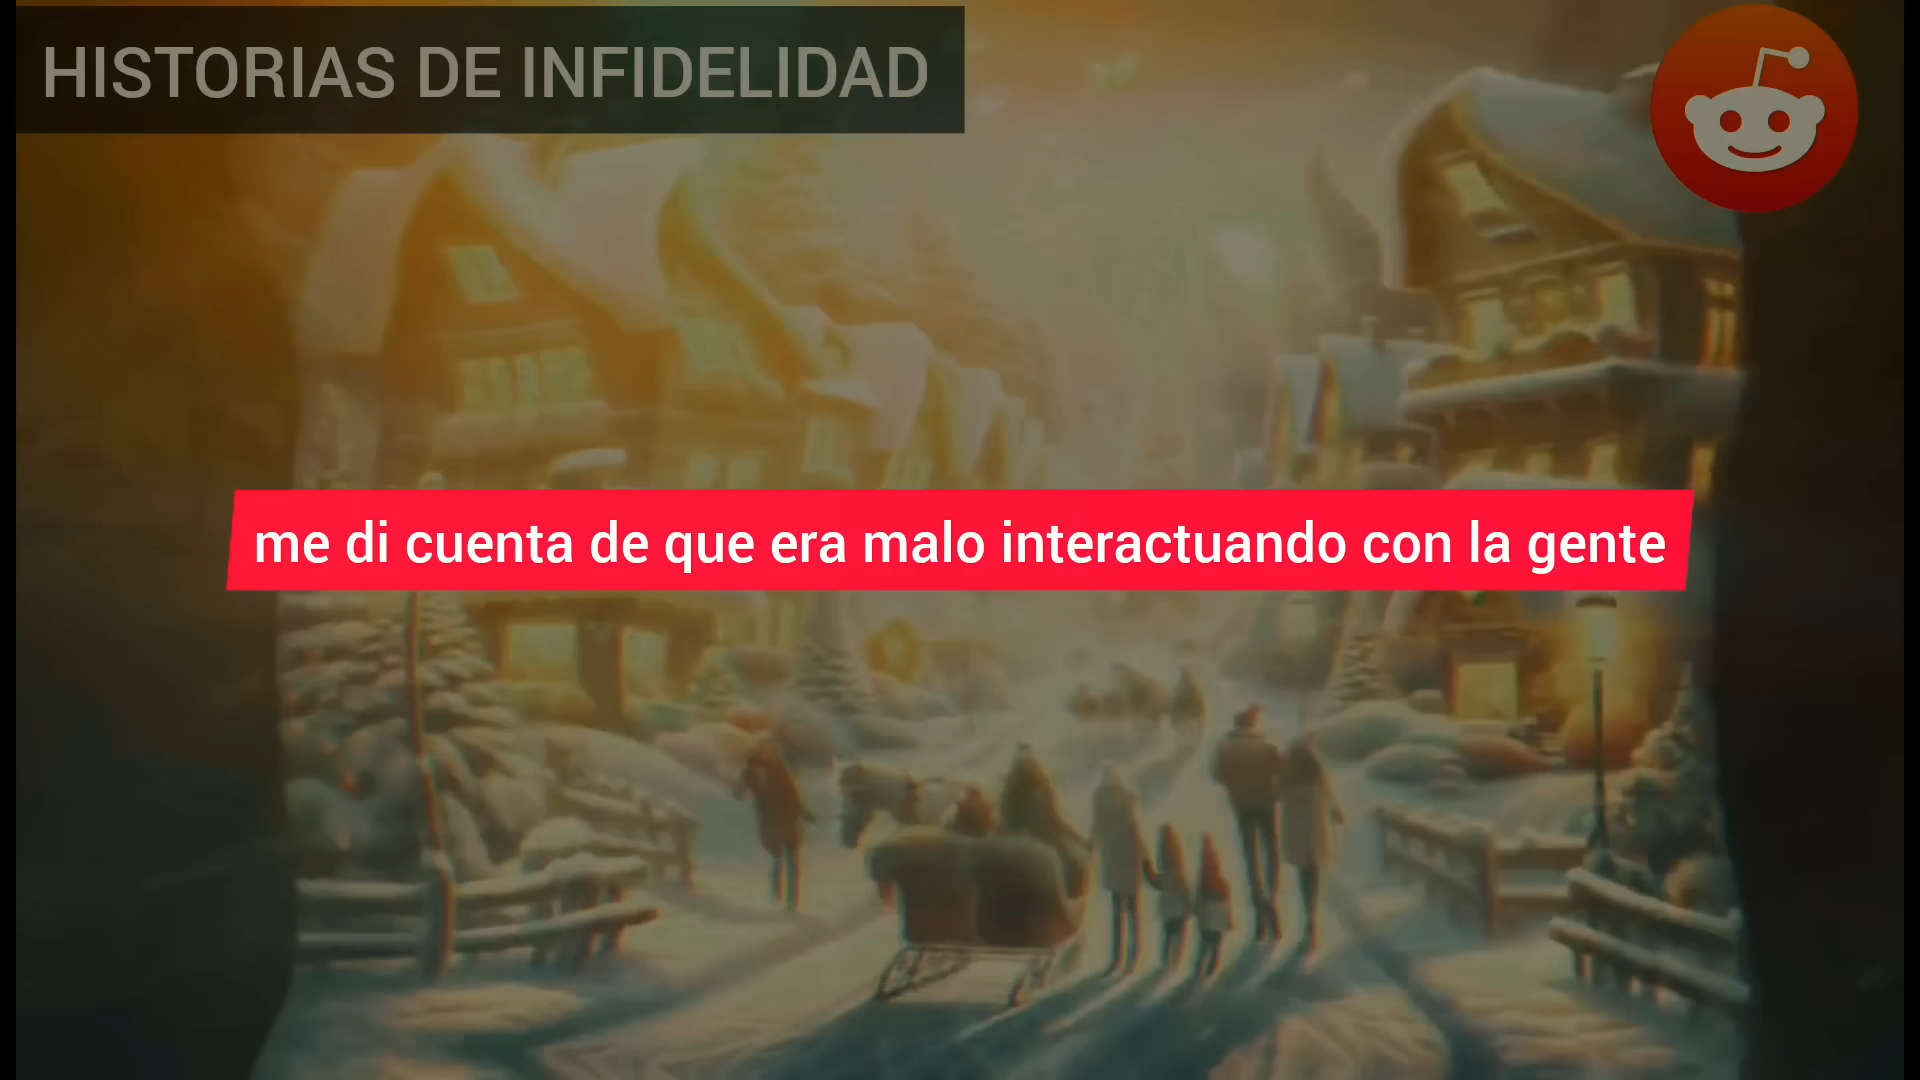 HISTORIAS DE INFIDELIDAD
me di cuenta de que era malo interactuando con la gente